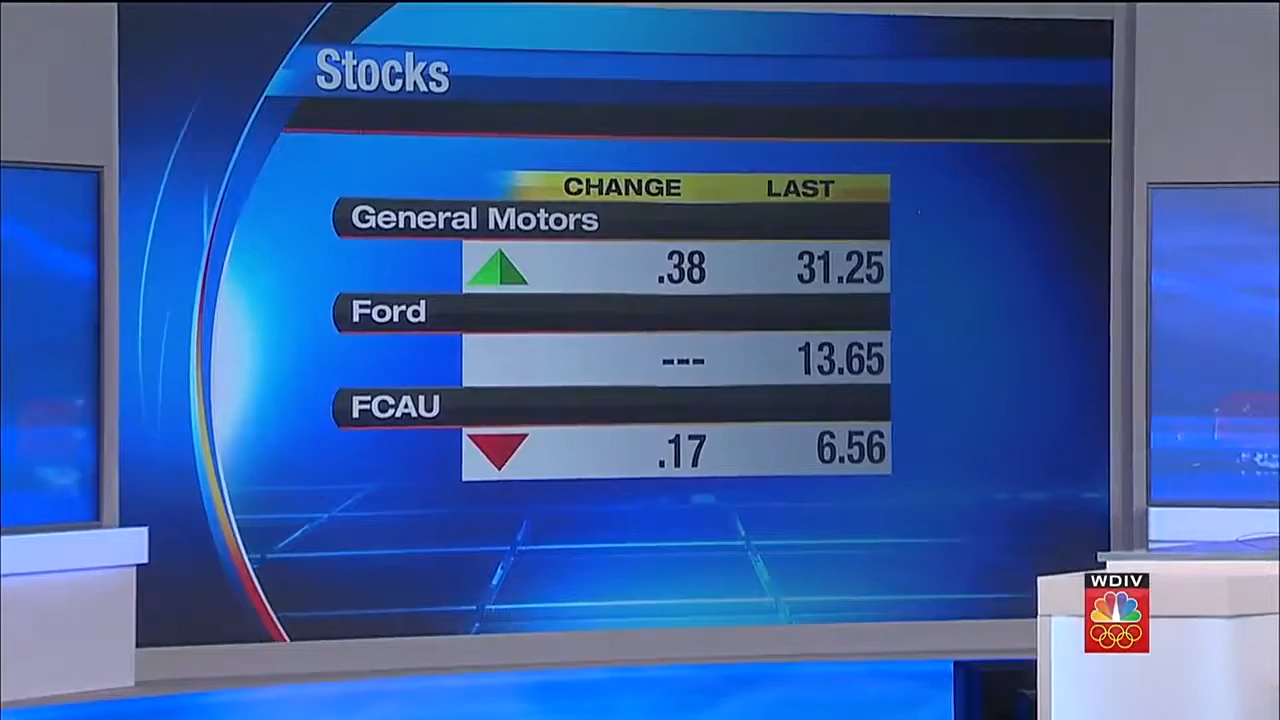 Stocks
CHANGE LAST
General Motors
.38 31.25
Ford
--- 13.65
FCAU
.17 6.56
WDIV